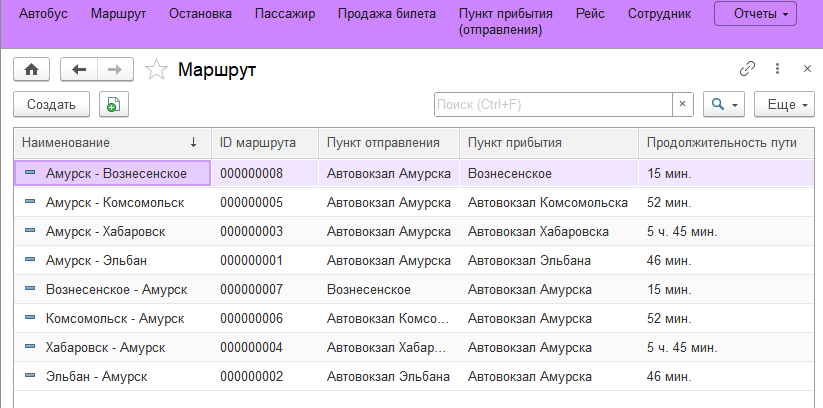 Автобус Маршрут Остановка Пассажир Продажа билета Пункт прибытия Рейс Сотрудник Отчеты
(отправления)
Маршрут
Создать Поиск (Ctrl+F) × Еще
Наименование ↓ ID маршрута Пункт отправления Пункт прибытия Продолжительность пути
Амурск - Вознесенское 000000008 Автовокзал Амурска Вознесенское 15 мин.
Амурск - Комсомольск 000000005 Автовокзал Амурска Автовокзал Комсомольска 52 мин.
Амурск - Хабаровск 000000003 Автовокзал Амурска Автовокзал Хабаровска 5 ч. 45 мин.
Амурск - Эльбан 000000001 Автовокзал Амурска Автовокзал Эльбана 46 мин.
Вознесенское - Амурск 000000007 Вознесенское Автовокзал Амурска 15 мин.
Комсомольск - Амурск 000000006 Автовокзал Комсо... Автовокзал Амурска 52 мин.
Хабаровск - Амурск 000000004 Автовокзал Хабар... Автовокзал Амурска 5 ч. 45 мин.
Эльбан - Амурск 000000002 Автовокзал Эльбана Автовокзал Амурска 46 мин.